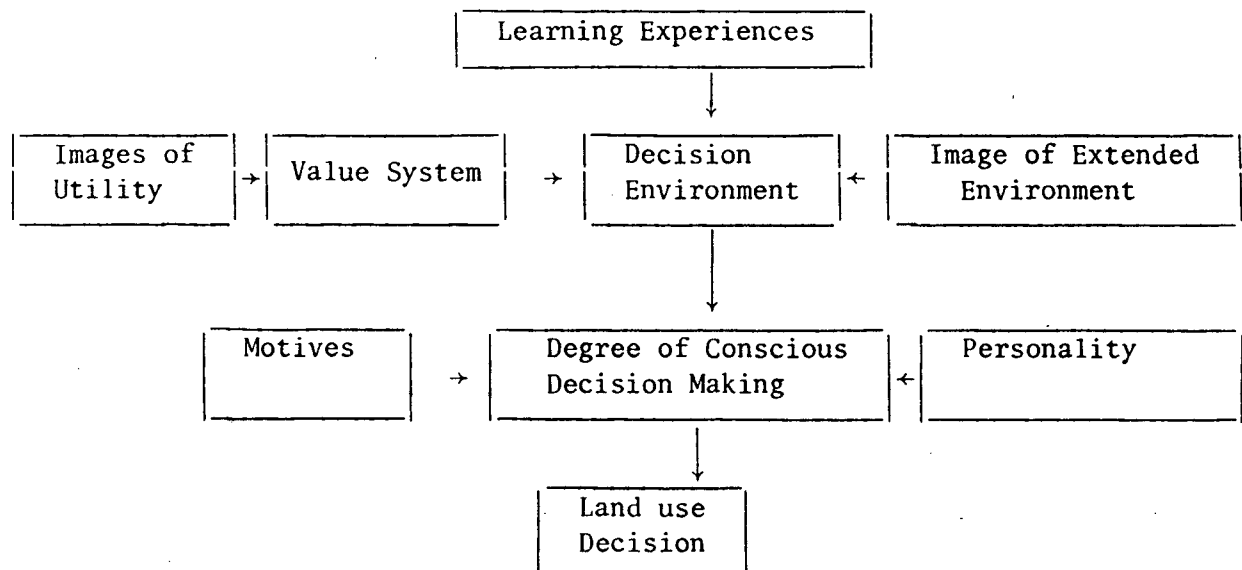 Learning Experiences
Images of
Utility
Value System
Decision
Environment
Image of Extended
Environment
Motives
Degree of Conscious
Decision Making
Personality
Land use
Decision